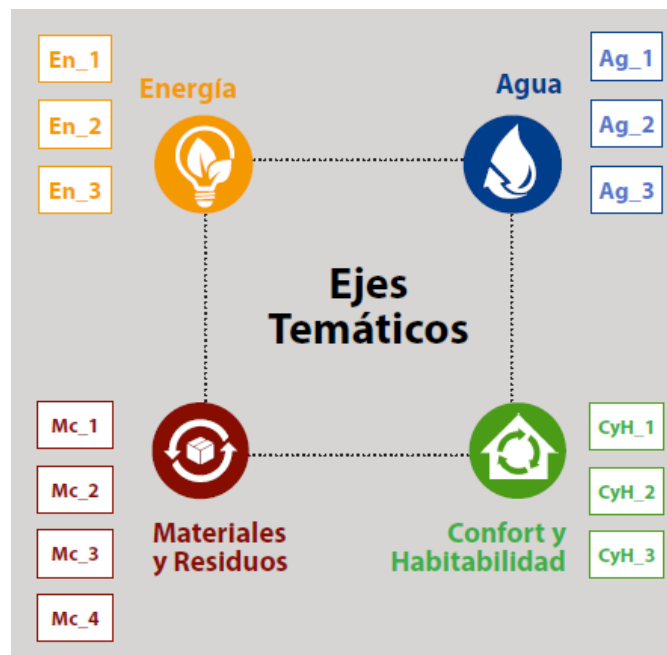 En_1
En_2
En_3
Energía
Agua
Ag_1
Ag_2
Ag_3
Ejes
Temáticos
Mc_1
Mc_2
Mc_3
Mc_4
Materiales
y Residuos
Confort y
Habitabilidad
CyH_1
CyH_2
CyH_3